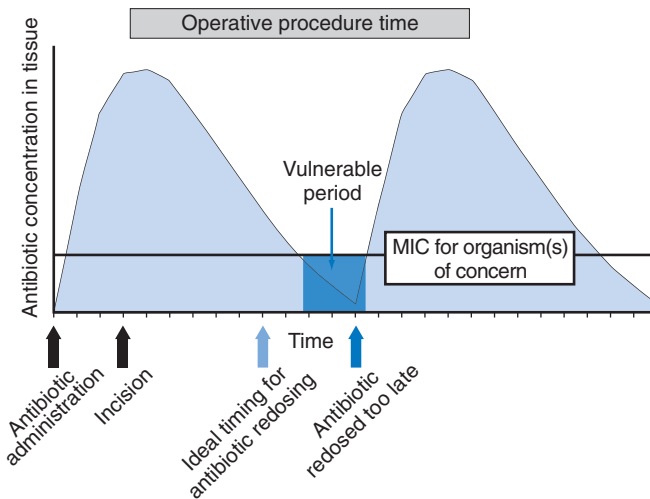 Operative procedure time
Antibiotic concentration in tissue
Vulnerable
period
MIC for organism(s)
of concern
Time
Antibiotic
administration
Incision
Ideal timing for
antibiotic redosing
Antibiotic
redosed too late